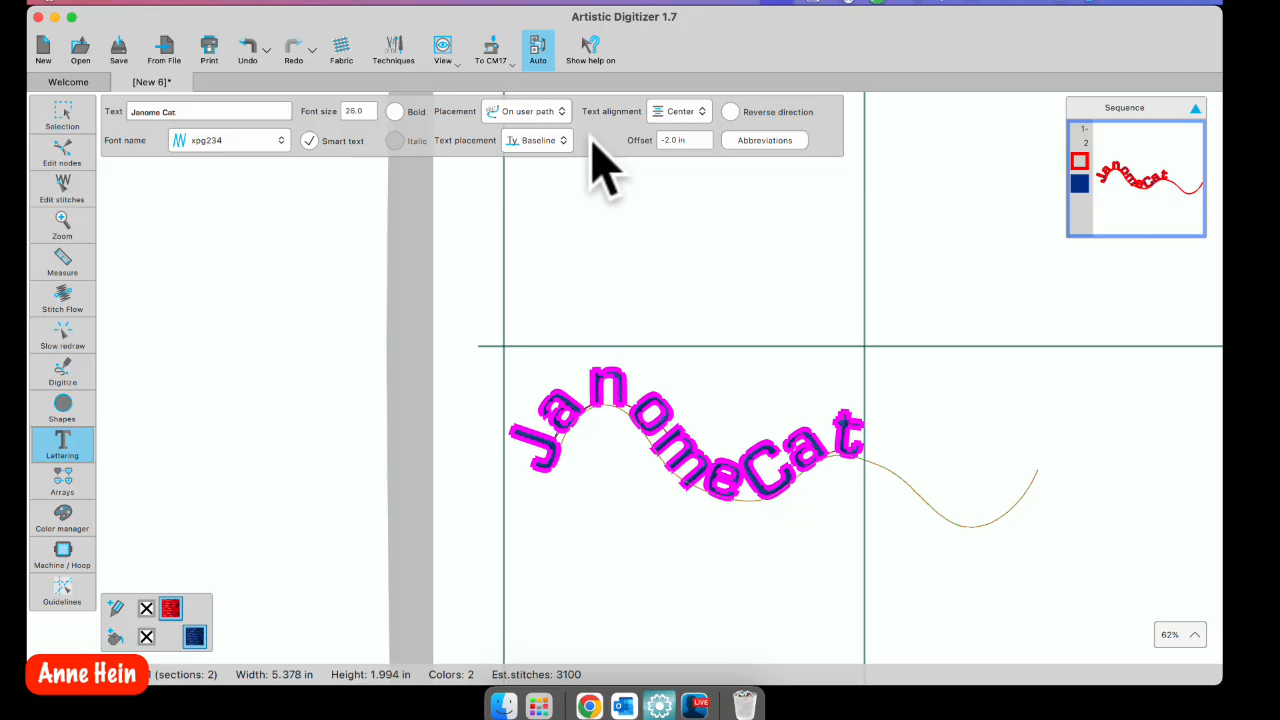 Artistic Digitizer 1.7
New Open Save From File Print Undo Redo Fabric Techniques View To CM17 Auto Show help on
Welcome [New 6]*
Text Janome Cat Font size 26.0 Bold Placement On user path Text alignment Center Reverse direction
Font name xpg234 Smart text Italic Text placement Baseline Offset -2.0 in Abbreviations
Sequence
1-
2
JanomeCat
Selection
Edit nodes
Edit stitches
Zoom
Measure
Stitch Flow
Slow redraw
Digitize
Shapes
Lettering
Arrays
Color manager
Machine / Hoop
Guidelines
JanomeCat
62%
Anne Hein
(sections: 2) Width: 5.378 in Height: 1.994 in Colors: 2 Est.stitches: 3100
LIVE